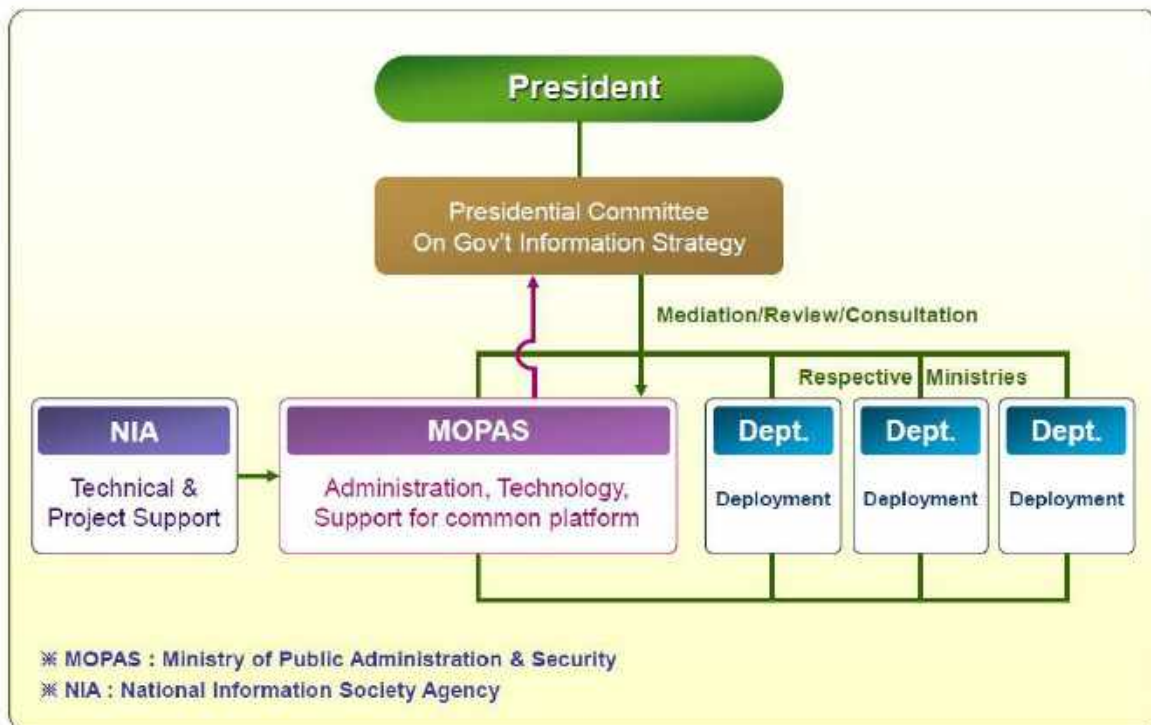 President
Presidential Committee
On Gov't Information Strategy
Mediation/Review/Consultation
Respective Ministries
NIA
Technical &
Project Support
MOPAS
Administration, Technology,
Support for common platform
Dept.
Deployment
Dept.
Deployment
Dept.
Deployment
※ MOPAS : Ministry of Public Administration & Security
※ NIA : National Information Society Agency